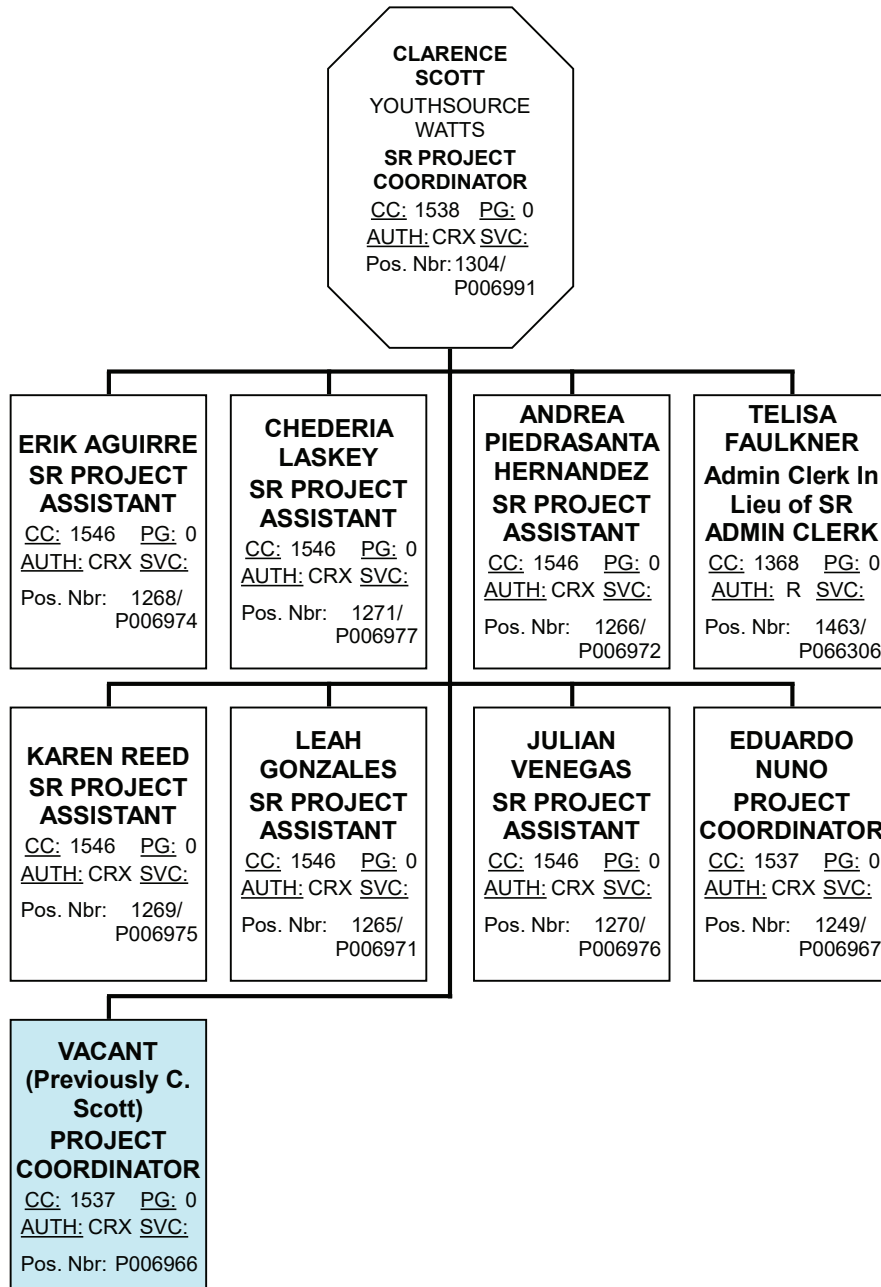 CLARENCE
SCOTT
YOUTHSOURCE
WATTS
SR PROJECT
COORDINATOR
CC: 1538 PG: 0
AUTH: CRX SVC:
Pos. Nbr: 1304/
P006991
ERIK AGUIRRE
SR PROJECT
ASSISTANT
CC: 1546 PG: 0
AUTH: CRX SVC:
Pos. Nbr: 1268/
P006974
CHEDERIA
LASKEY
SR PROJECT
ASSISTANT
CC: 1546 PG: 0
AUTH: CRX SVC:
Pos. Nbr: 1271/
P006977
ANDREA
PIEDRASANTA
HERNANDEZ
SR PROJECT
ASSISTANT
CC: 1546 PG: 0
AUTH: CRX SVC:
Pos. Nbr: 1266/
P006972
TELISA
FAULKNER
Admin Clerk In
Lieu of SR
ADMIN CLERK
CC: 1368 PG: 0
AUTH: R SVC:
Pos. Nbr: 1463/
P066306
KAREN REED
SR PROJECT
ASSISTANT
CC: 1546 PG: 0
AUTH: CRX SVC:
Pos. Nbr: 1269/
P006975
LEAH
GONZALES
SR PROJECT
ASSISTANT
CC: 1546 PG: 0
AUTH: CRX SVC:
Pos. Nbr: 1265/
P006971
JULIAN
VENEGAS
SR PROJECT
ASSISTANT
CC: 1546 PG: 0
AUTH: CRX SVC:
Pos. Nbr: 1270/
P006976
EDUARDO
NUNO
PROJECT
COORDINATOR
CC: 1537 PG: 0
AUTH: CRX SVC:
Pos. Nbr: 1249/
P006967
VACANT
(Previously C.
Scott)
PROJECT
COORDINATOR
CC: 1537 PG: 0
AUTH: CRX SVC:
Pos. Nbr: P006966